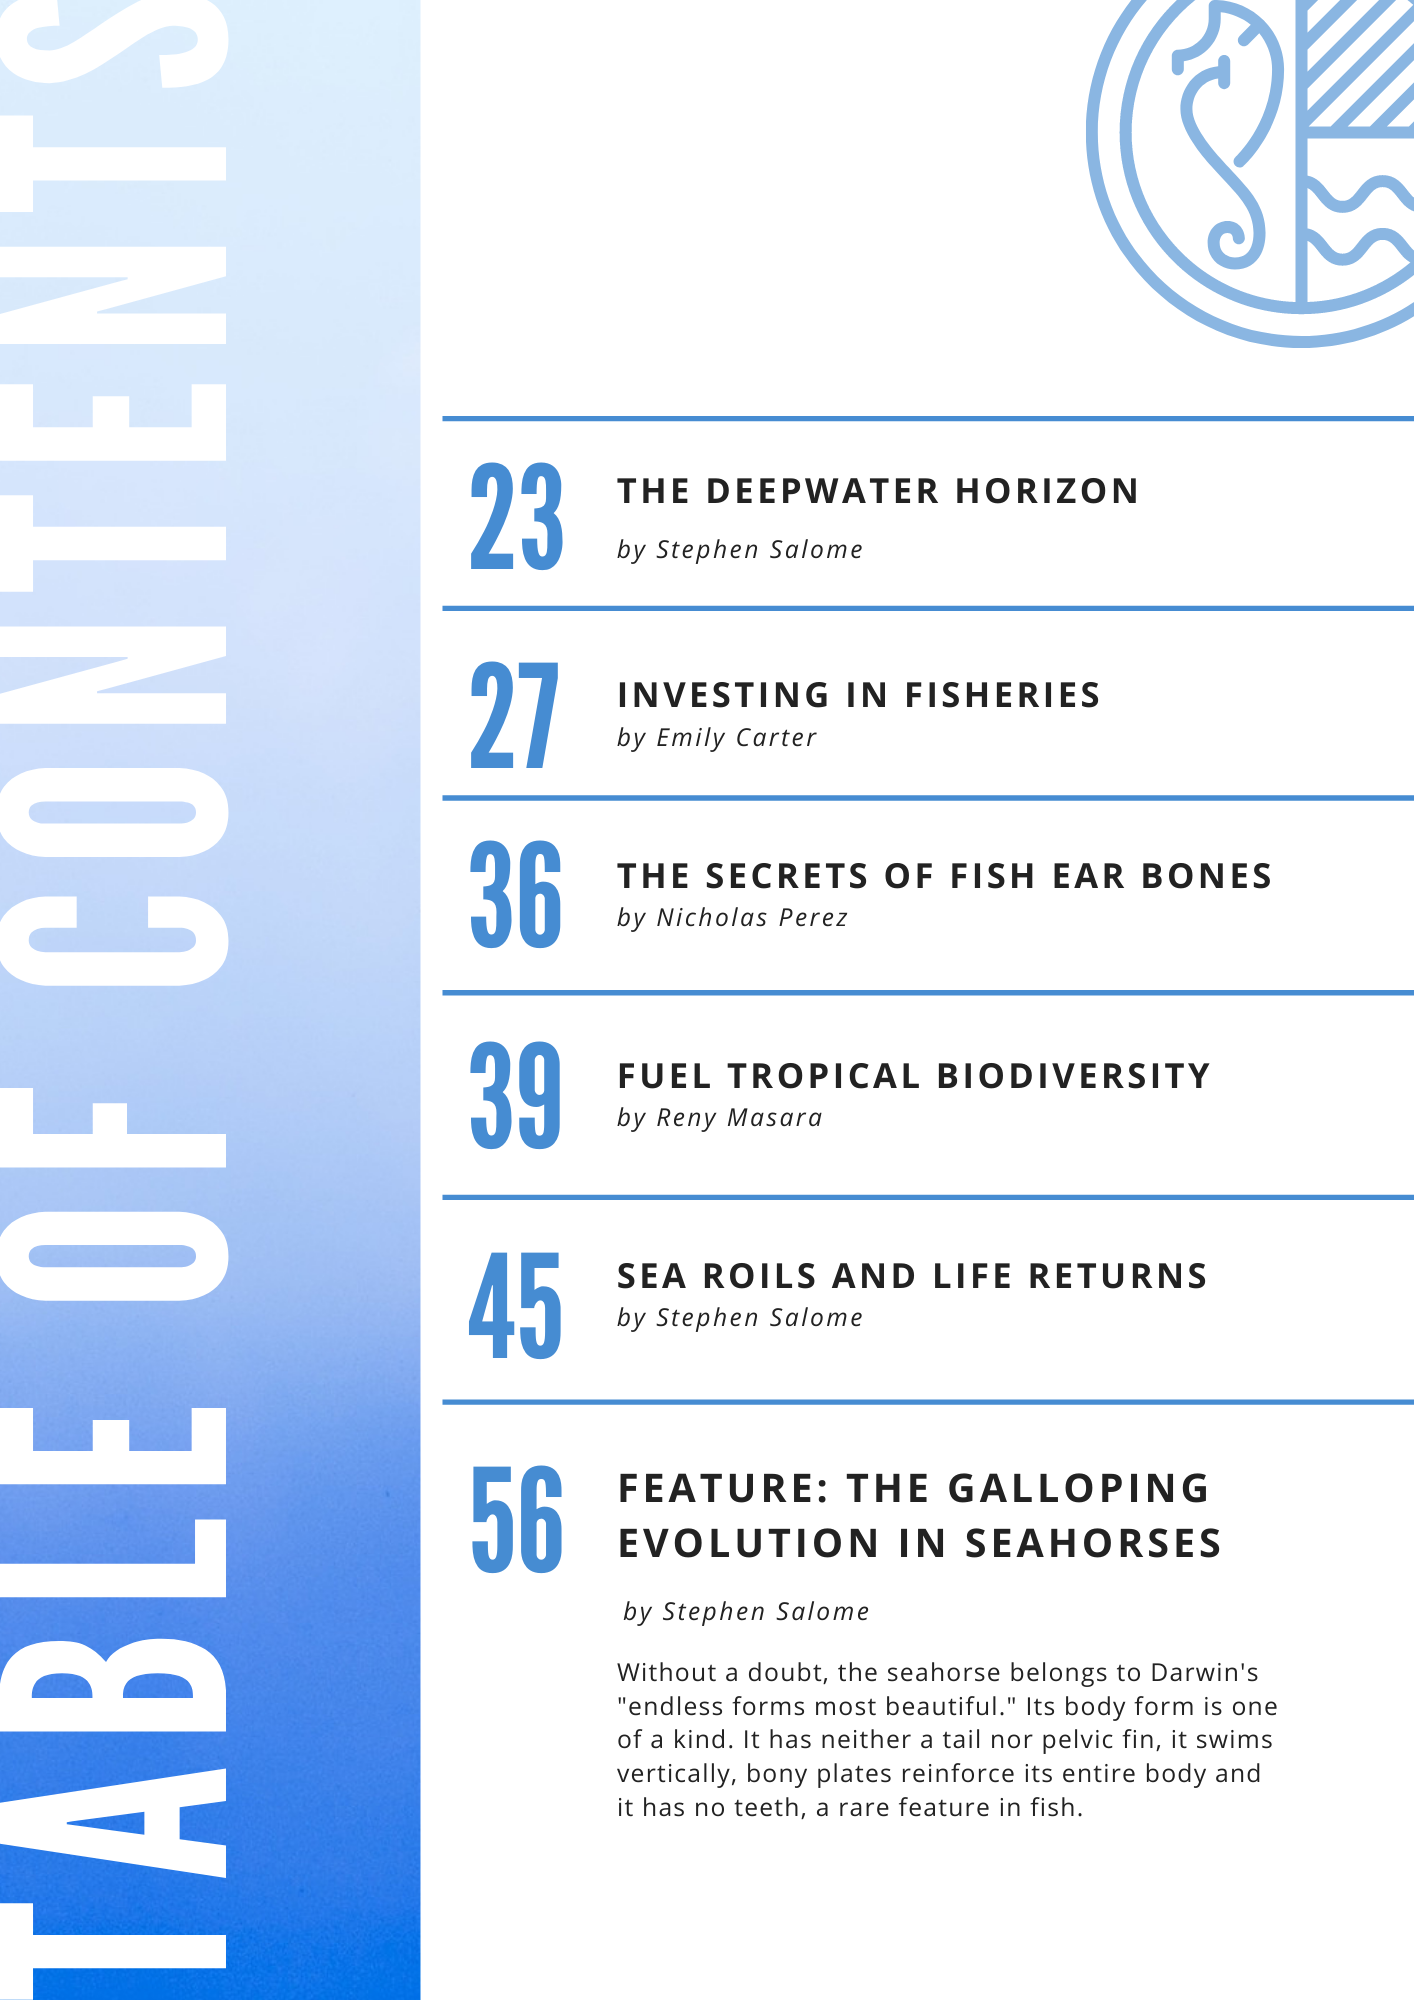 TABLE OF CONTENTS
23
THE DEEPWATER HORIZON
by Stephen Salome
27
INVESTING IN FISHERIES
by Emily Carter
36
THE SECRETS OF FISH EAR BONES
by Nicholas Perez
39
FUEL TROPICAL BIODIVERSITY
by Reny Masara
45
SEA ROILS AND LIFE RETURNS
by Stephen Salome
56
FEATURE: THE GALLOPING
EVOLUTION IN SEAHORSES
by Stephen Salome
Without a doubt, the seahorse belongs to Darwin's
"endless forms most beautiful." Its body form is one
of a kind. It has neither a tail nor pelvic fin, it swims
vertically, bony plates reinforce its entire body and
it has no teeth, a rare feature in fish.